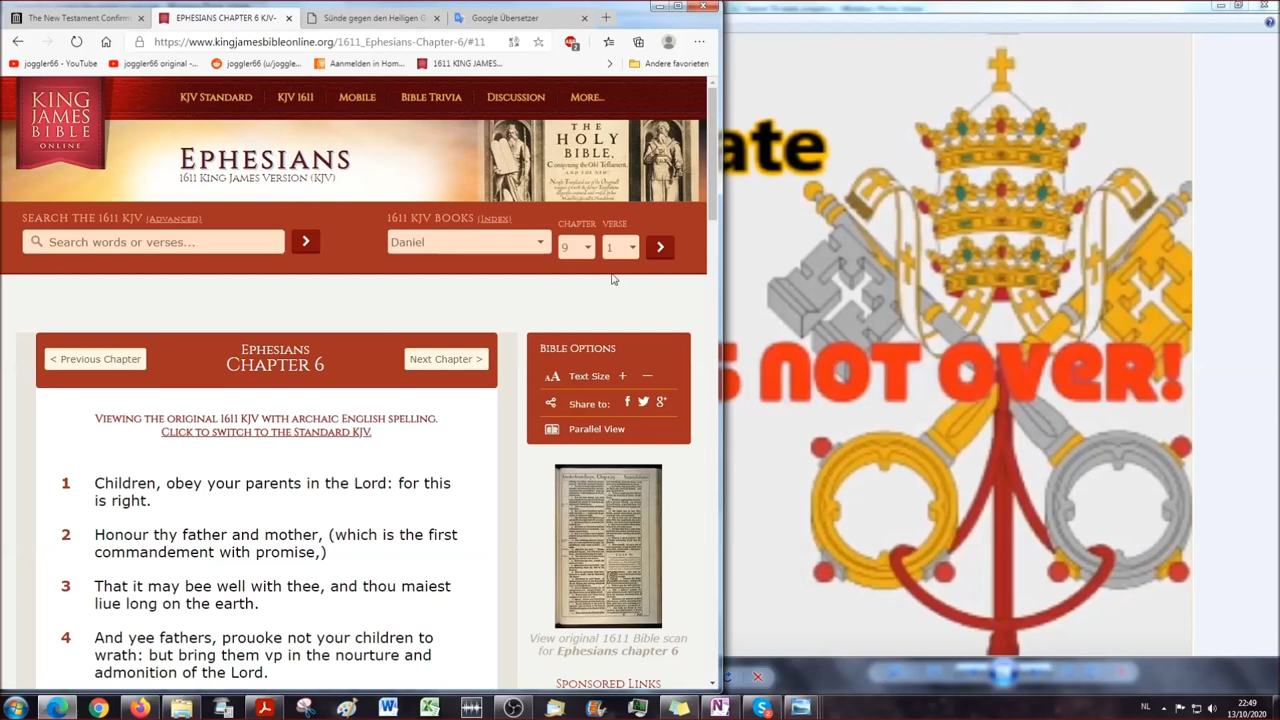 The New Testament Confirm
EPHESIANS CHAPTER 6 KJV-
Sünde gegen den Heiligen G
Google Übersetzer
https://www.kingjamesbibleonline.org/1611_Ephesians-Chapter-6/#11
joggler66 - YouTube
joggler66 original -...
joggler66 (u/joggle...
Aanmelden in Hom...
1611 KING JAMES...
Andere favorieten
KING JAMES BIBLE ONLINE
KJV STANDARD
KJV 1611
MOBILE
BIBLE TRIVIA
DISCUSSION
MORE...
EPHESIANS
1611 KING JAMES VERSION (KJV)
THE
HOLY
BIBLE,
SEARCH THE 1611 KJV (ADVANCED)
1611 KJV BOOKS [INDEX]
CHAPTER
VERSE
Search words or verses...
Daniel
9
1
< Previous Chapter
EPHESIANS
CHAPTER 6
Next Chapter >
VIEWING THE ORIGINAL 1611 KJV WITH ARCHAIC ENGLISH SPELLING.
CLICK TO SWITCH TO THE STANDARD KJV.
1 Children, obey your parents in the Lord: for this
is right.
2 Honour thy father and mother, (which is the first
commandement with promise,)
3 That it may bee well with thee, and thou maiest
liue long on the earth.
4 And yee fathers, prouoke not your children to
wrath: but bring them vp in the nourture and
admonition of the Lord.
BIBLE OPTIONS
Text Size + —
Share to:
Parallel View
View original 1611 Bible scan
for Ephesians chapter 6
SPONSORED LINKS
ate
S NOT OVER!
NL
22:49
13/10/2020